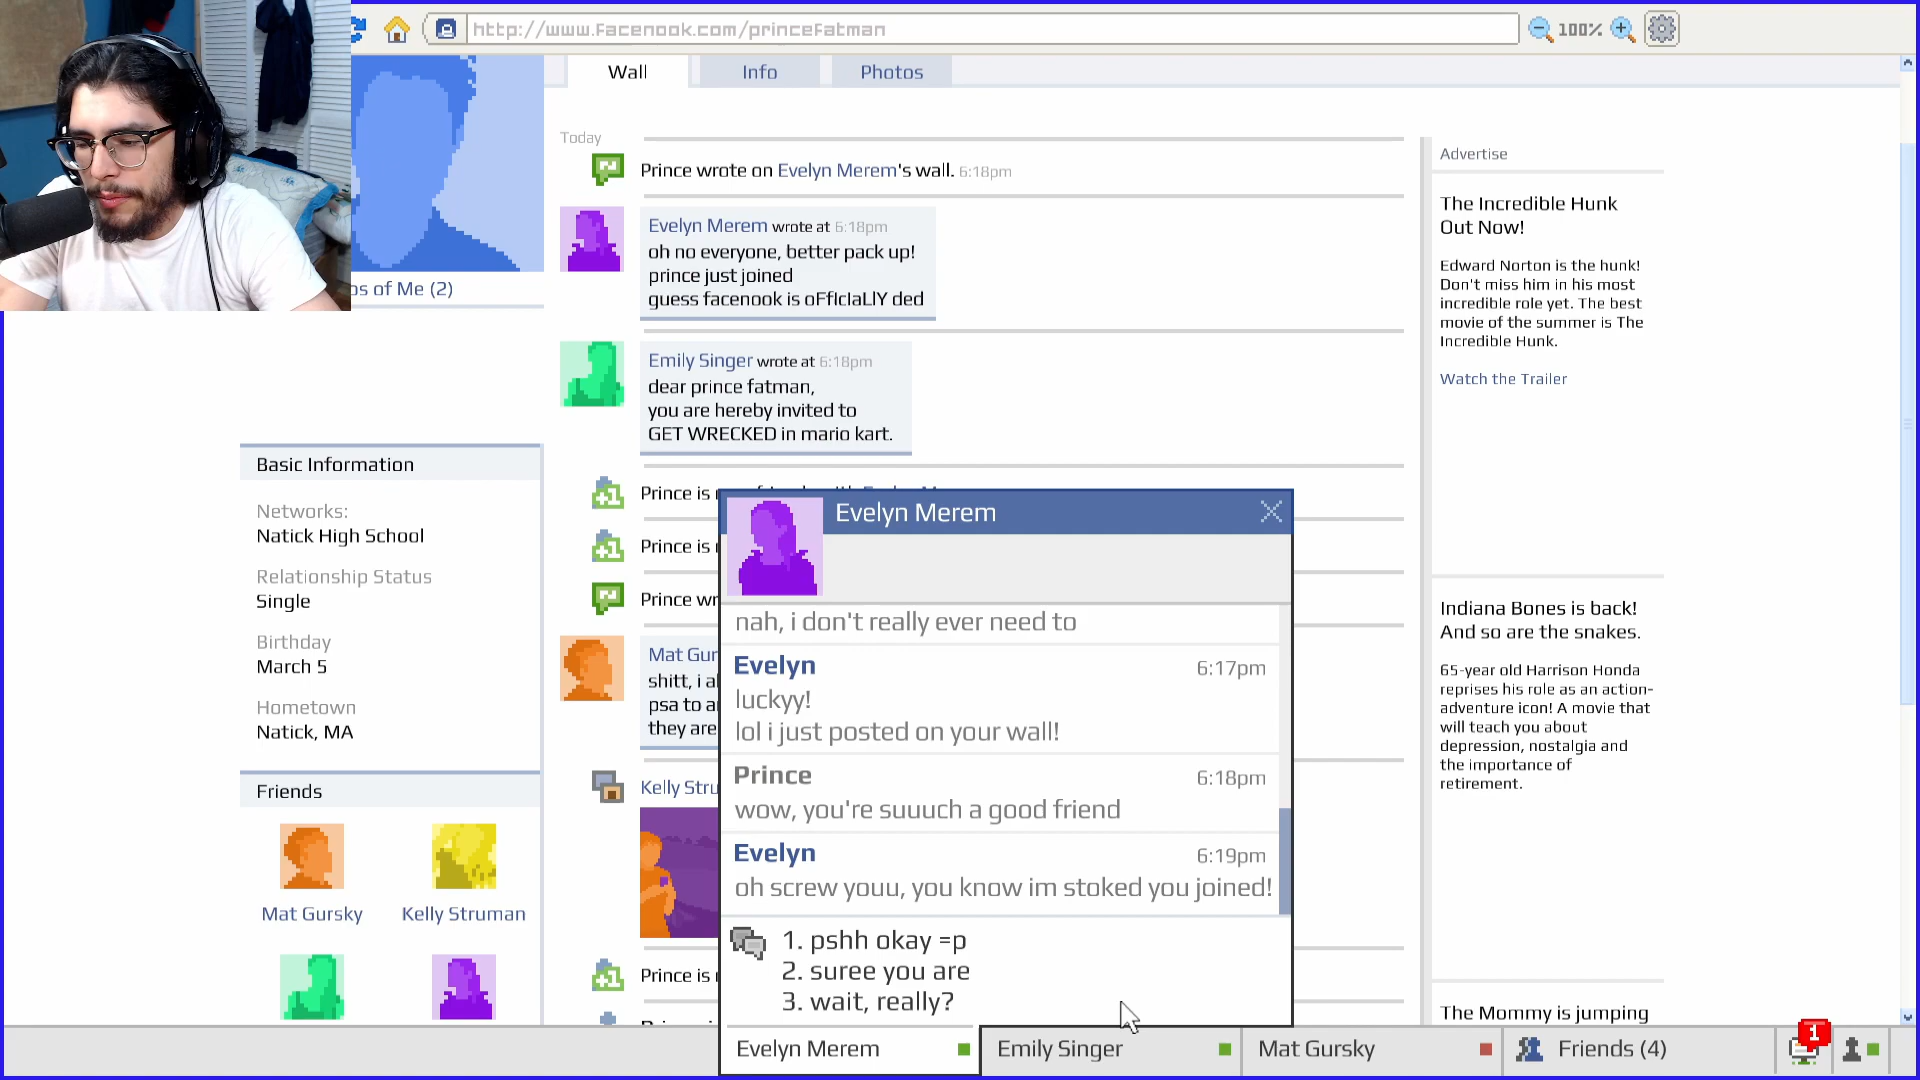 http://www.facenook.com/princefatman
100%
Wall
Info
Photos
os of Me (2)
Basic Information
Networks:
Natick High School
Relationship Status
Single
Birthday
March 5
Hometown
Natick, MA
Friends
Mat Gursky
Kelly Struman
Today
Prince wrote on Evelyn Merem's wall. 6:18pm
Evelyn Merem wrote at 6:18pm
oh no everyone, better pack up!
prince just joined
guess facenook is oFfIcIaLlY ded
Emily Singer wrote at 6:18pm
dear prince fatman,
you are hereby invited to
GET WRECKED in mario kart.
Prince is
Prince is
Prince wr
Mat Gur
shitt, i al
psa to a
they are
Kelly Stru
Prince is
Evelyn Merem
nah, i don't really ever need to
Evelyn 6:17pm
luckyy!
lol i just posted on your wall!
Prince 6:18pm
wow, you're suuuch a good friend
Evelyn 6:19pm
oh screw youu, you know im stoked you joined!
1. pshh okay =p
2. suree you are
3. wait, really?
Advertise
The Incredible Hunk
Out Now!
Edward Norton is the hunk!
Don't miss him in his most
incredible role yet. The best
movie of the summer is The
Incredible Hunk.
Watch the Trailer
Indiana Bones is back!
And so are the snakes.
65-year old Harrison Honda
reprises his role as an action-
adventure icon! A movie that
will teach you about
depression, nostalgia and
the importance of
retirement.
The Mommy is jumping
Evelyn Merem
Emily Singer
Mat Gursky
Friends (4)
1